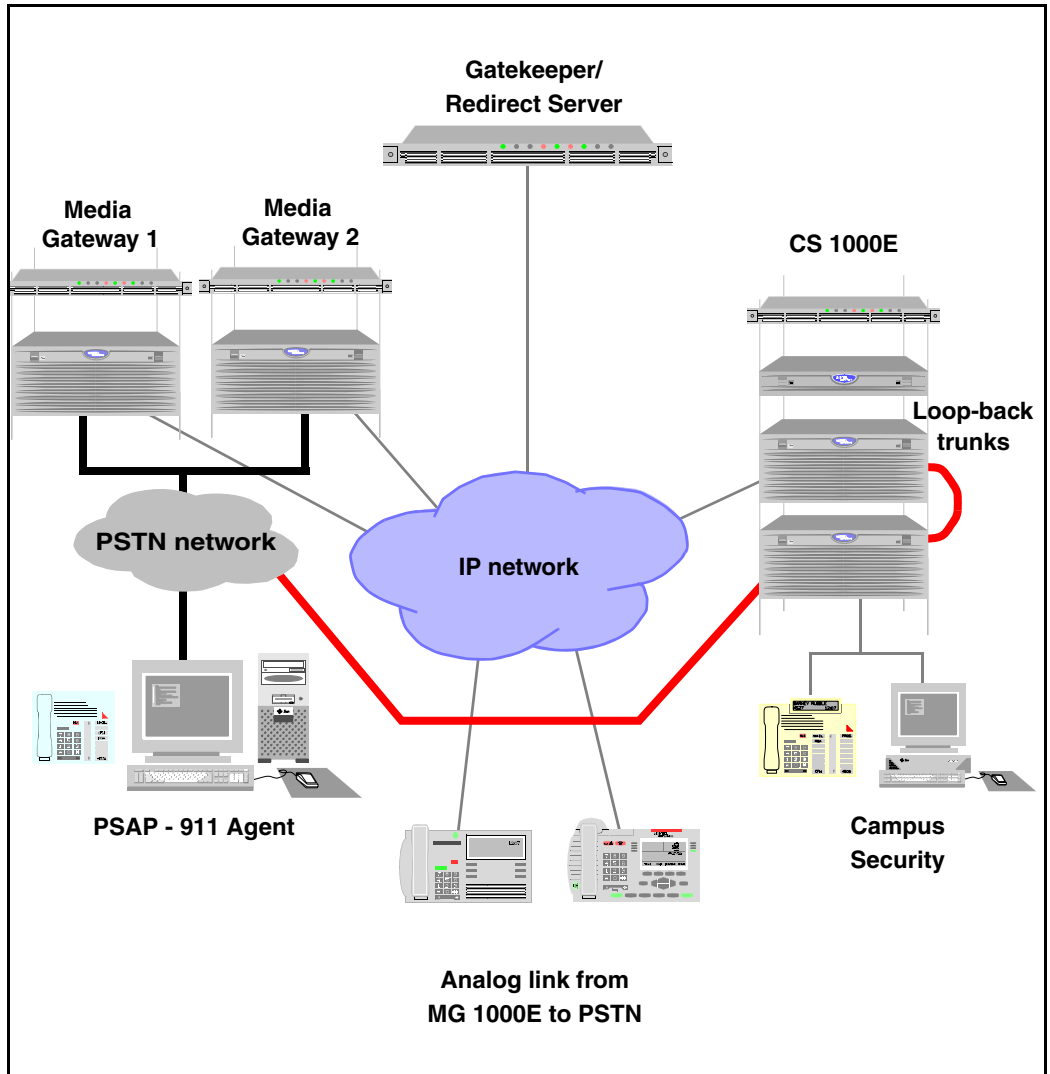 Gatekeeper/
Redirect Server
Media
Gateway 1
Media
Gateway 2
CS 1000E
Loop-back
trunks
PSTN network
IP network
PSAP - 911 Agent
Campus
Security
Analog link from
MG 1000E to PSTN